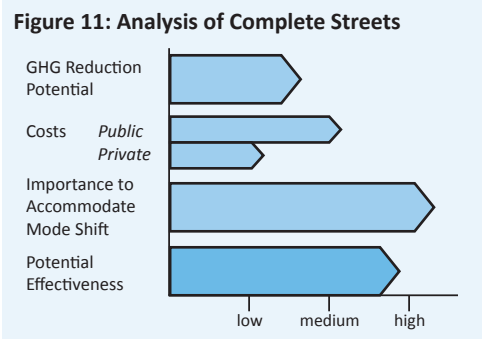 Figure 11: Analysis of Complete Streets
GHG Reduction
Potential
Costs Public
Private
Importance to
Accommodate
Mode Shift
Potential
Effectiveness
low medium high